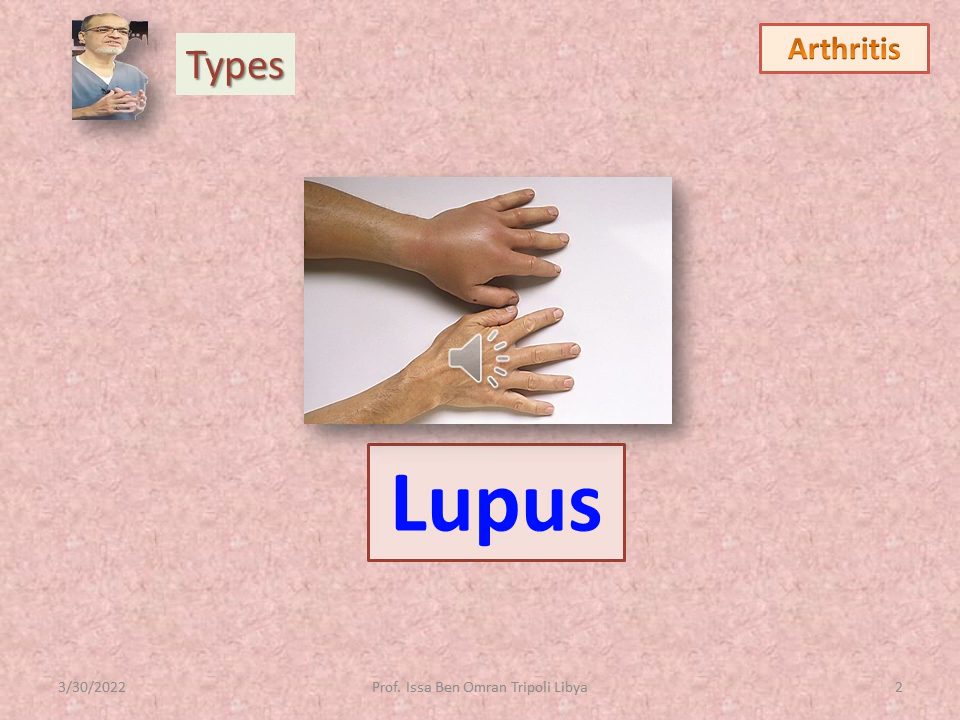 Types
Arthritis
Lupus
3/30/2022
Prof. Issa Ben Omran Tripoli Libya
2